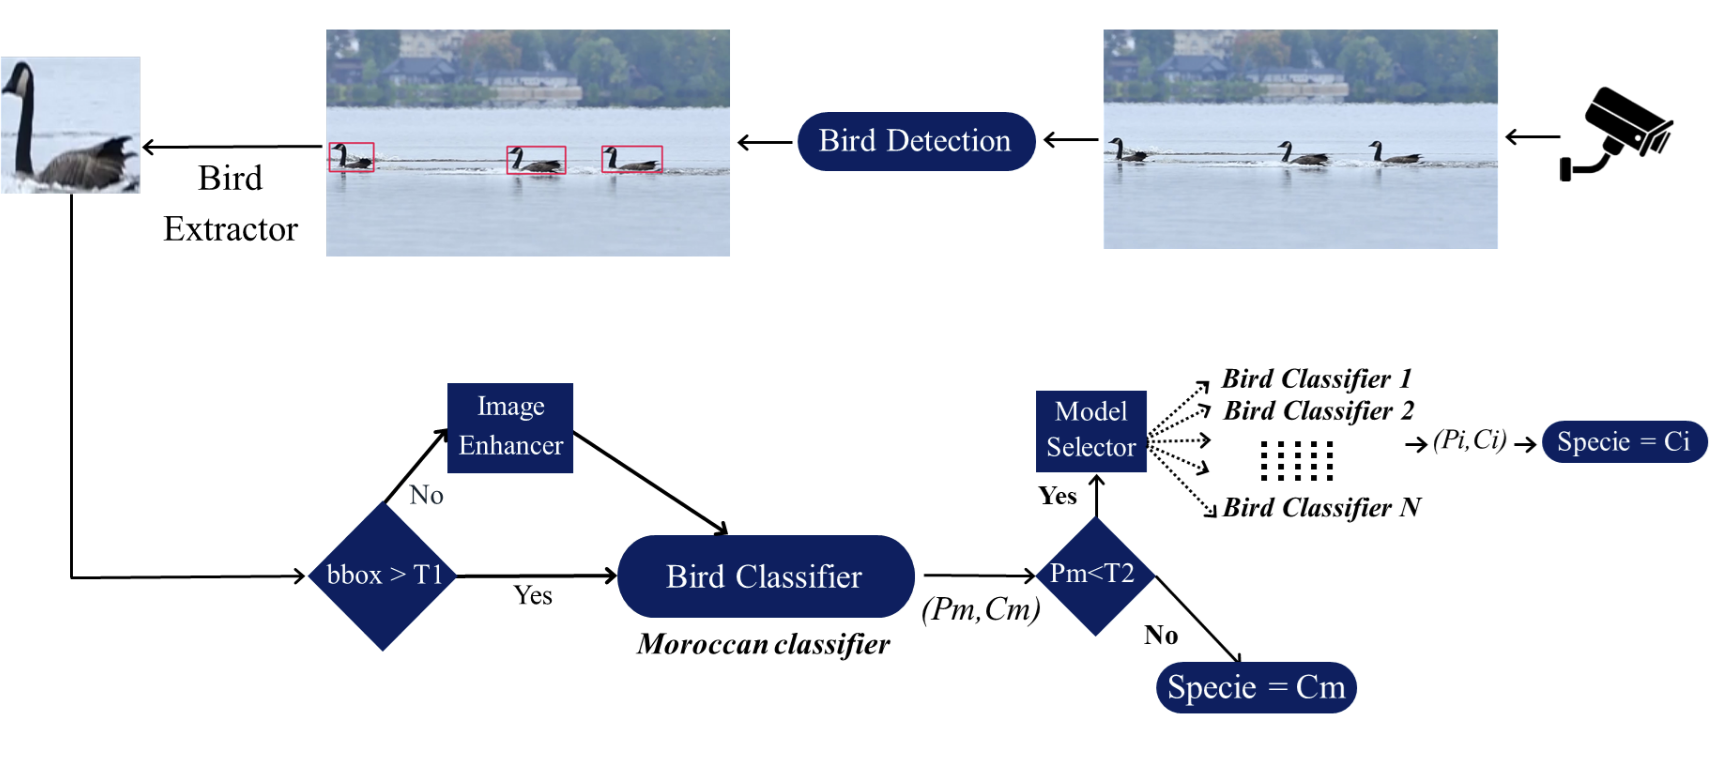 Bird Detection
Bird
Extractor
Image
Enhancer
No
bbox > T1
Yes
Bird Classifier
Moroccan classifier
(Pm,Cm)
Pm<T2
Yes
No
Specie = Cm
Model
Selector
Bird Classifier 1
Bird Classifier 2
Bird Classifier N
(Pi,Ci)
Specie = Ci